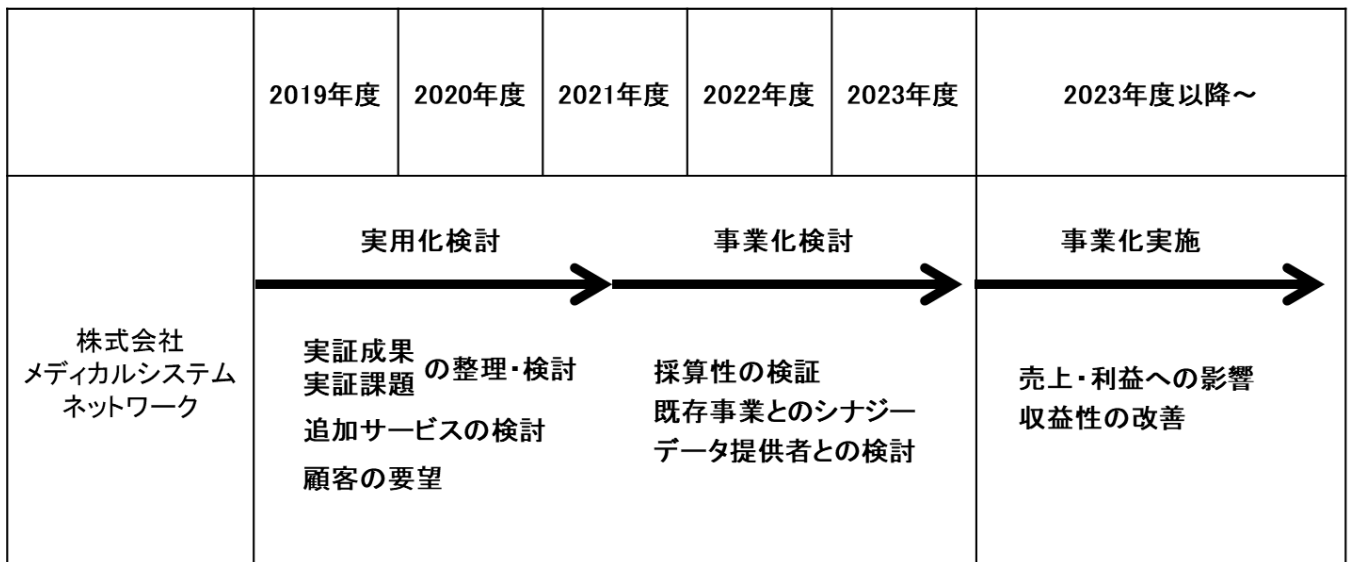 2019年度
2020年度
2021年度
2022年度
2023年度
2023年度以降～
株式会社
メディカルシステム
ネットワーク
実用化検討
実証成果
実証課題
の整理・検討
追加サービスの検討
顧客の要望
事業化検討
採算性の検証
既存事業とのシナジー
データ提供者との検討
事業化実施
売上・利益への影響
収益性の改善